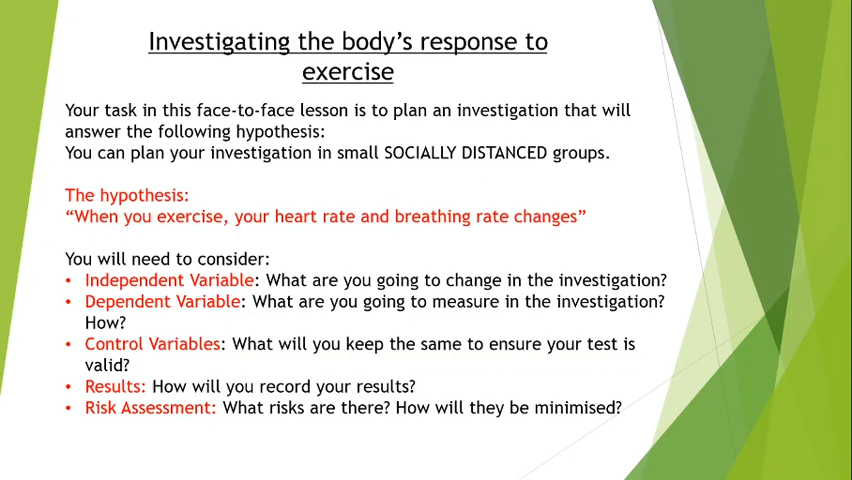 Investigating the body's response to
exercise
Your task in this face-to-face lesson is to plan an investigation that will
answer the following hypothesis:
You can plan your investigation in small SOCIALLY DISTANCED groups.
The hypothesis:
“When you exercise, your heart rate and breathing rate changes”
You will need to consider:
• Independent Variable: What are you going to change in the investigation?
• Dependent Variable: What are you going to measure in the investigation?
How?
• Control Variables: What will you keep the same to ensure your test is
valid?
• Results: How will you record your results?
• Risk Assessment: What risks are there? How will they be minimised?